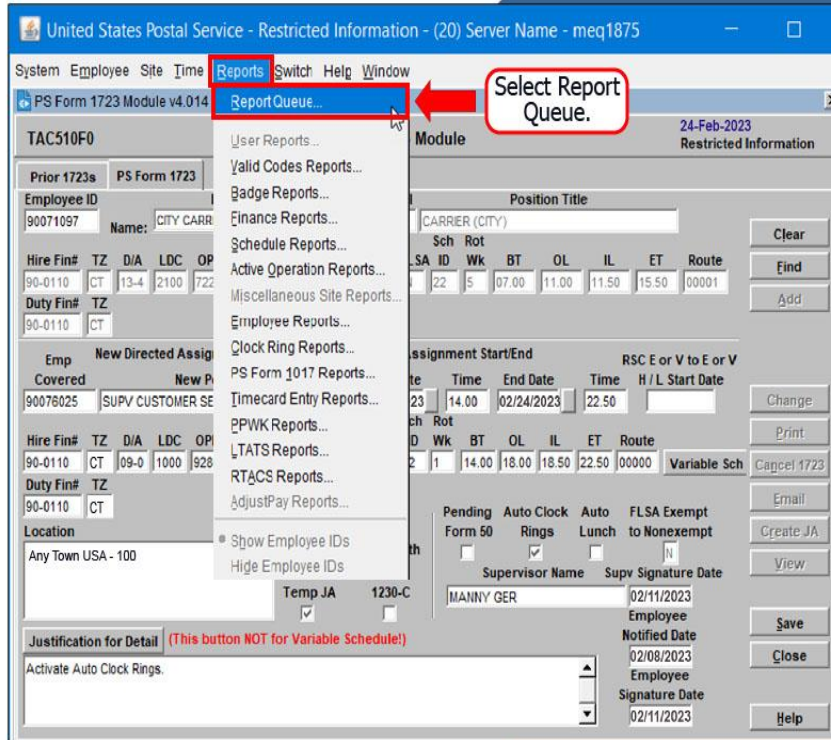 United States Postal Service - Restricted Information - (20) Server Name - meq1875
System Employee Site Time Reports Switch Help Window
PS Form 1723 Module v4.014
Report Queue...
Select Report
Queue.
User Reports...
Valid Codes Reports...
Badge Reports...
Finance Reports...
Schedule Reports...
Active Operation Reports...
Miscellaneous Site Reports...
Employee Reports...
Clock Ring Reports...
PS Form 1017 Reports...
Timecard Entry Reports...
PPWK Reports...
LTATS Reports...
RTACS Reports...
AdjustPay Reports...
Show Employee IDs
Hide Employee IDs
TAC510F0 Module 24-Feb-2023
Restricted Information
Prior 1723s PS Form 1723
Employee ID Position Title
90071097 Name: CITY CARR CARRIER (CITY)
Sch Rot
Hire Fin# TZ D/A LDC OP LSA ID Wk BT OL IL ET Route
90-0110 CT 13-4 2100 722 22 5 07.00 11.00 11.50 15.50 00001
Duty Fin# TZ
90-0110 CT
Clear
Find
Add
Emp New Directed Assig Assignment Start/End RSC E or V to E or V
Covered New P te Time End Date Time H / L Start Date
90076025 SUPV CUSTOMER SE 23 14.00 02/24/2023 22.50
ch Rot
Hire Fin# TZ D/A LDC OP D Wk BT OL IL ET Route
90-0110 CT 09-0 1000 928 2 1 14.00 18.00 18.50 22.50 00000 Variable Sch
Duty Fin# TZ
90-0110 CT
Change
Print
Cancel 1723
Email
Create JA
View
Location
Any Town USA - 100
th
Temp JA 1230-C
Pending Auto Clock Auto FLSA Exempt
Form 50 Rings Lunch to Nonexempt
N
Supervisor Name Supv Signature Date
MANNY GER 02/11/2023
Employee
Notified Date
02/08/2023
Employee
Signature Date
02/11/2023
Justification for Detail (This button NOT for Variable Schedule!)
Activate Auto Clock Rings.
Save
Close
Help